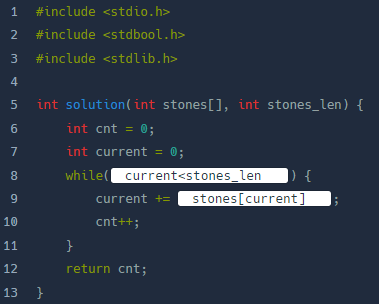 1 #include <stdio.h>
2 #include <stdbool.h>
3 #include <stdlib.h>
4
5 int solution(int stones[], int stones_len) {
6     int cnt = 0;
7     int current = 0;
8     while( current<stones_len ) {
9         current += stones[current] ;
10         cnt++;
11     }
12     return cnt;
13 }